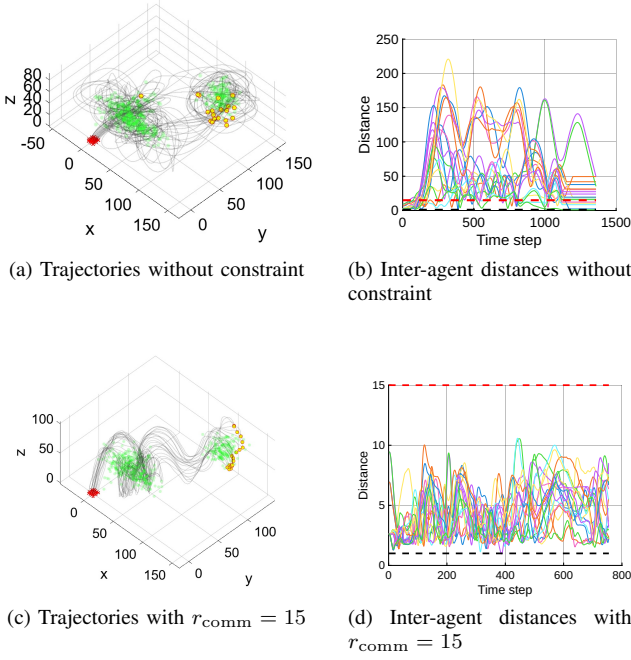 80
60
40
20
0
z
-50
0
50
100
150
x
0
50
100
150
y
250
200
150
100
50
0
Distance
0
500
1000
1500
Time step
(a) Trajectories without constraint
(b) Inter-agent distances without
constraint
100
50
0
z
0
50
100
150
x
0
50
100
y
15
10
5
0
Distance
0
200
400
600
800
Time step
(c) Trajectories with r_comm = 15
(d) Inter-agent distances with
r_comm = 15